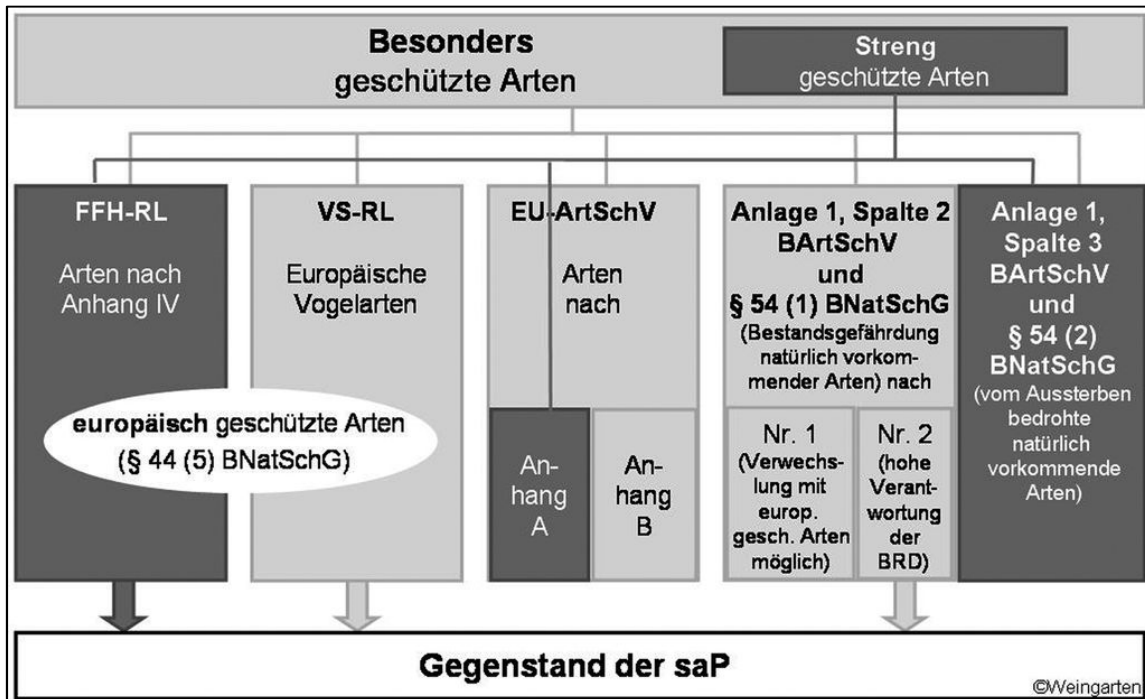 Besonders
geschützte Arten
Streng
geschützte Arten
FFH-RL
Arten nach
Anhang IV
VS-RL
Europäische
Vogelarten
europäisch geschützte Arten
(§ 44 (5) BNatSchG)
EU-ArtSchV
Arten
nach
An-
hang
A
An-
hang
B
Anlage 1, Spalte 2
BArtSchV
und
§ 54 (1) BNatSchG
(Bestandsgefährdung
natürlich vorkom-
mender Arten) nach
Nr. 1
(Verwechs-
lung mit
europ.
gesch. Arten
möglich)
Nr. 2
(hohe
Verant-
wortung
der
BRD)
Anlage 1,
Spalte 3
BArtSchV
und
§ 54 (2)
BNatSchG
(vom Aussterben
bedrohte
natürlich
vorkommende
Arten)
Gegenstand der saP
©Weingarten